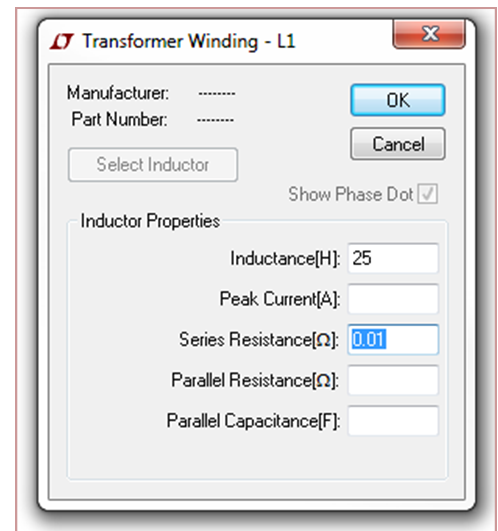 Transformer Winding - L1
Manufacturer: --------
Part Number: --------
OK
Cancel
Select Inductor
Show Phase Dot
Inductor Properties
Inductance[H]: 25
Peak Current[A]:
Series Resistance[Ω]: 0.01
Parallel Resistance[Ω]:
Parallel Capacitance[F]: